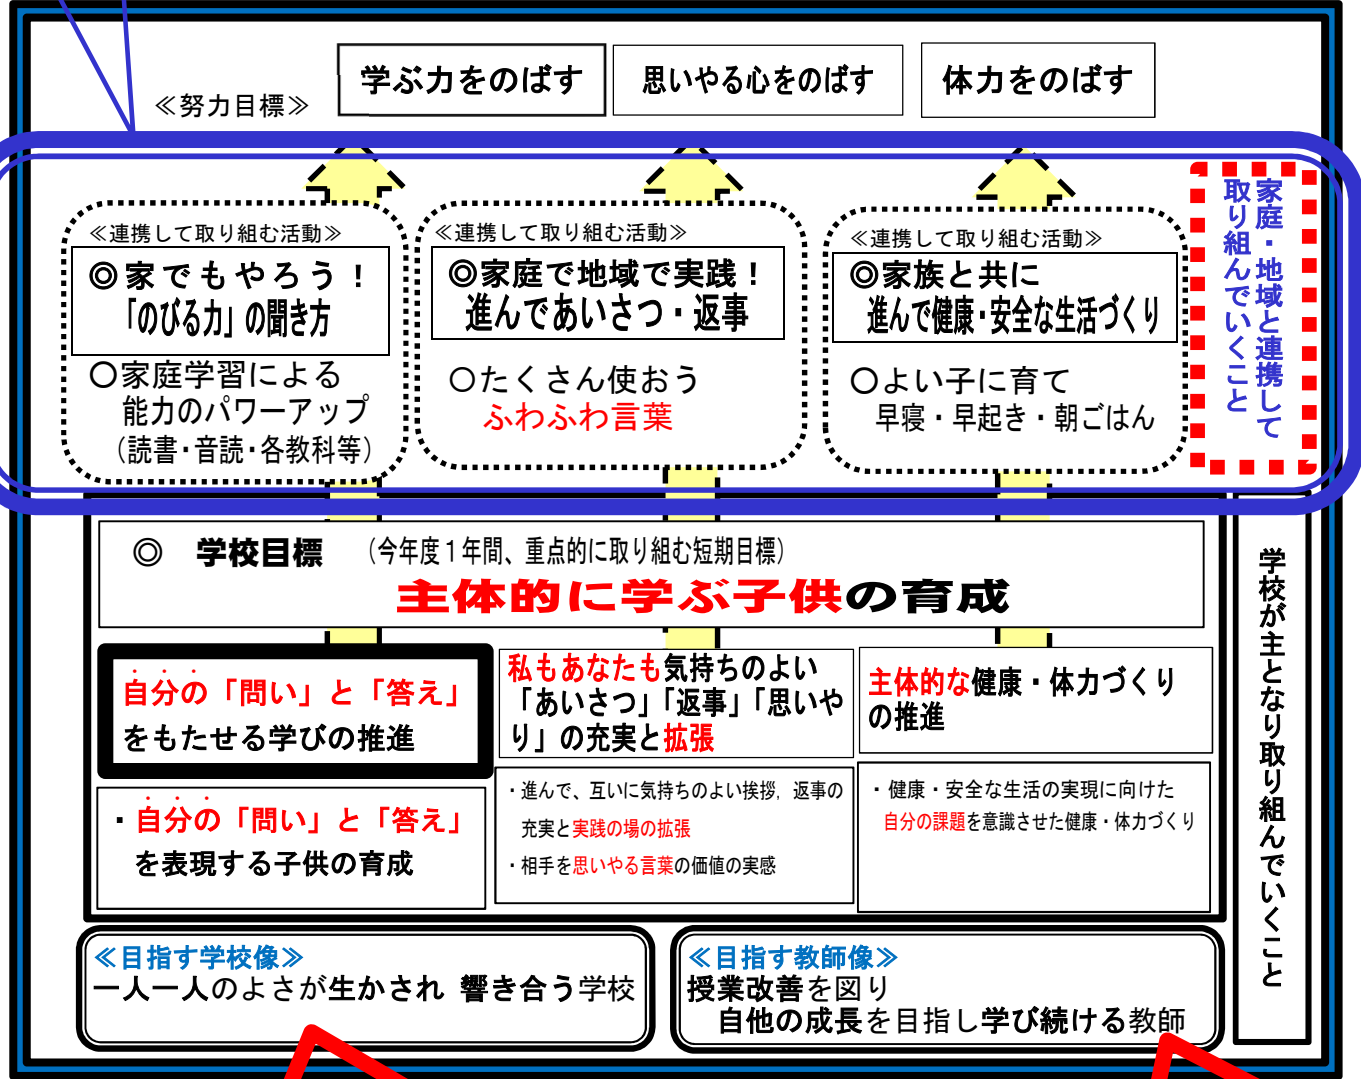 ≪努力目標≫
学ぶ力をのばす
思いやる心をのばす
体力をのばす
≪連携して取り組む活動≫
◎家でもやろう！
「のびる力」の聞き方
○家庭学習による
能力のパワーアップ
（読書・音読・各教科等）
≪連携して取り組む活動≫
◎家庭で地域で実践！
進んであいさつ・返事
○たくさん使おう
ふわふわ言葉
≪連携して取り組む活動≫
◎家族と共に
進んで健康・安全な生活づくり
○よい子に育て
早寝・早起き・朝ごはん
家庭・地域と連携して
取り組んでいくこと
◎　学校目標　（今年度１年間、重点的に取り組む短期目標）
主体的に学ぶ子供の育成
自分の「問い」と「答え」
をもたせる学びの推進
・自分の「問い」と「答え」
を表現する子供の育成
私もあなたも気持ちのよい
「あいさつ」「返事」「思いや
り」の充実と拡張
・進んで、互いに気持ちのよい挨拶，返事の
充実と実践の場の拡張
・相手を思いやる言葉の価値の実感
主体的な健康・体力づくり
の推進
・健康・安全な生活の実現に向けた
自分の課題を意識させた健康・体力づくり
学校が主となり取り組んでいくこと
≪目指す学校像≫
一人一人のよさが生かされ 響き合う学校
≪目指す教師像≫
授業改善を図り
自他の成長を目指し学び続ける教師